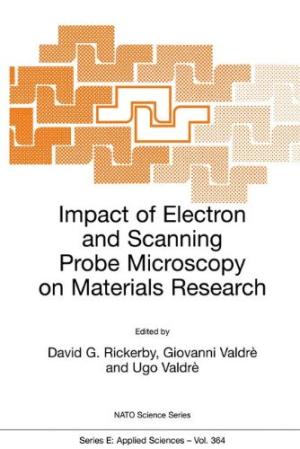 Impact of Electron
and Scanning
Probe Microscopy
on Materials Research
Edited by
David G. Rickerby, Giovanni Valdrè
and Ugo Valdrè
NATO Science Series
Series E: Applied Sciences – Vol. 364